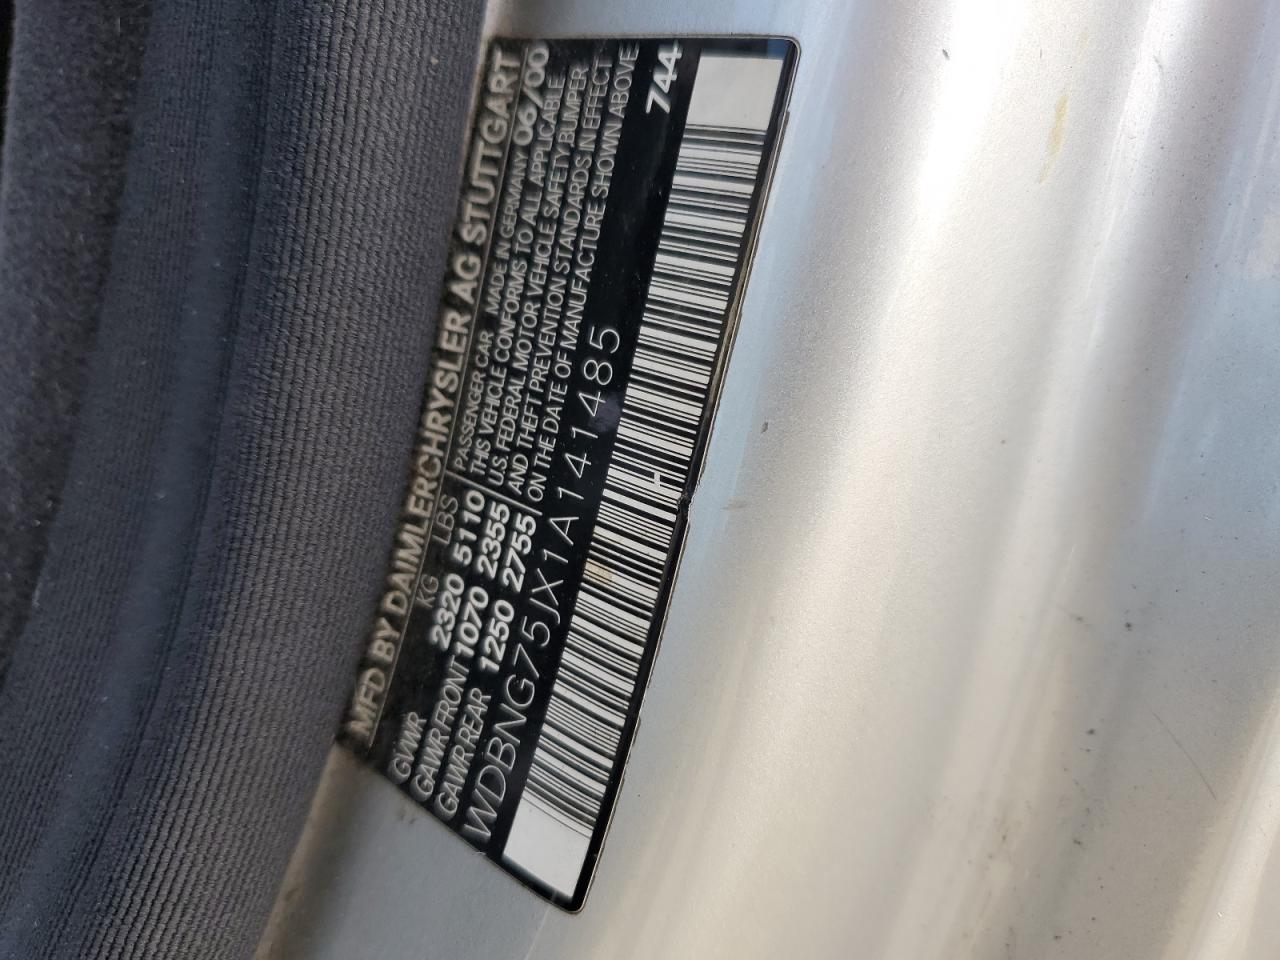 MFD BY DAIMLERCHRYSLER AG STUTTGART
KG LBS
GVWR 2320 5110
GAWR/FRONT 1070 2355
GAWR/REAR 1250 2755
PASSENGER CAR MADE IN GERMANY 06/00
THIS VEHICLE CONFORMS TO ALL APPLICABLE
U.S. FEDERAL MOTOR VEHICLE SAFETY, BUMPER
AND THEFT PREVENTION STANDARDS IN EFFECT
ON THE DATE OF MANUFACTURE SHOWN ABOVE
WDBNG75JX1A141485 744
H